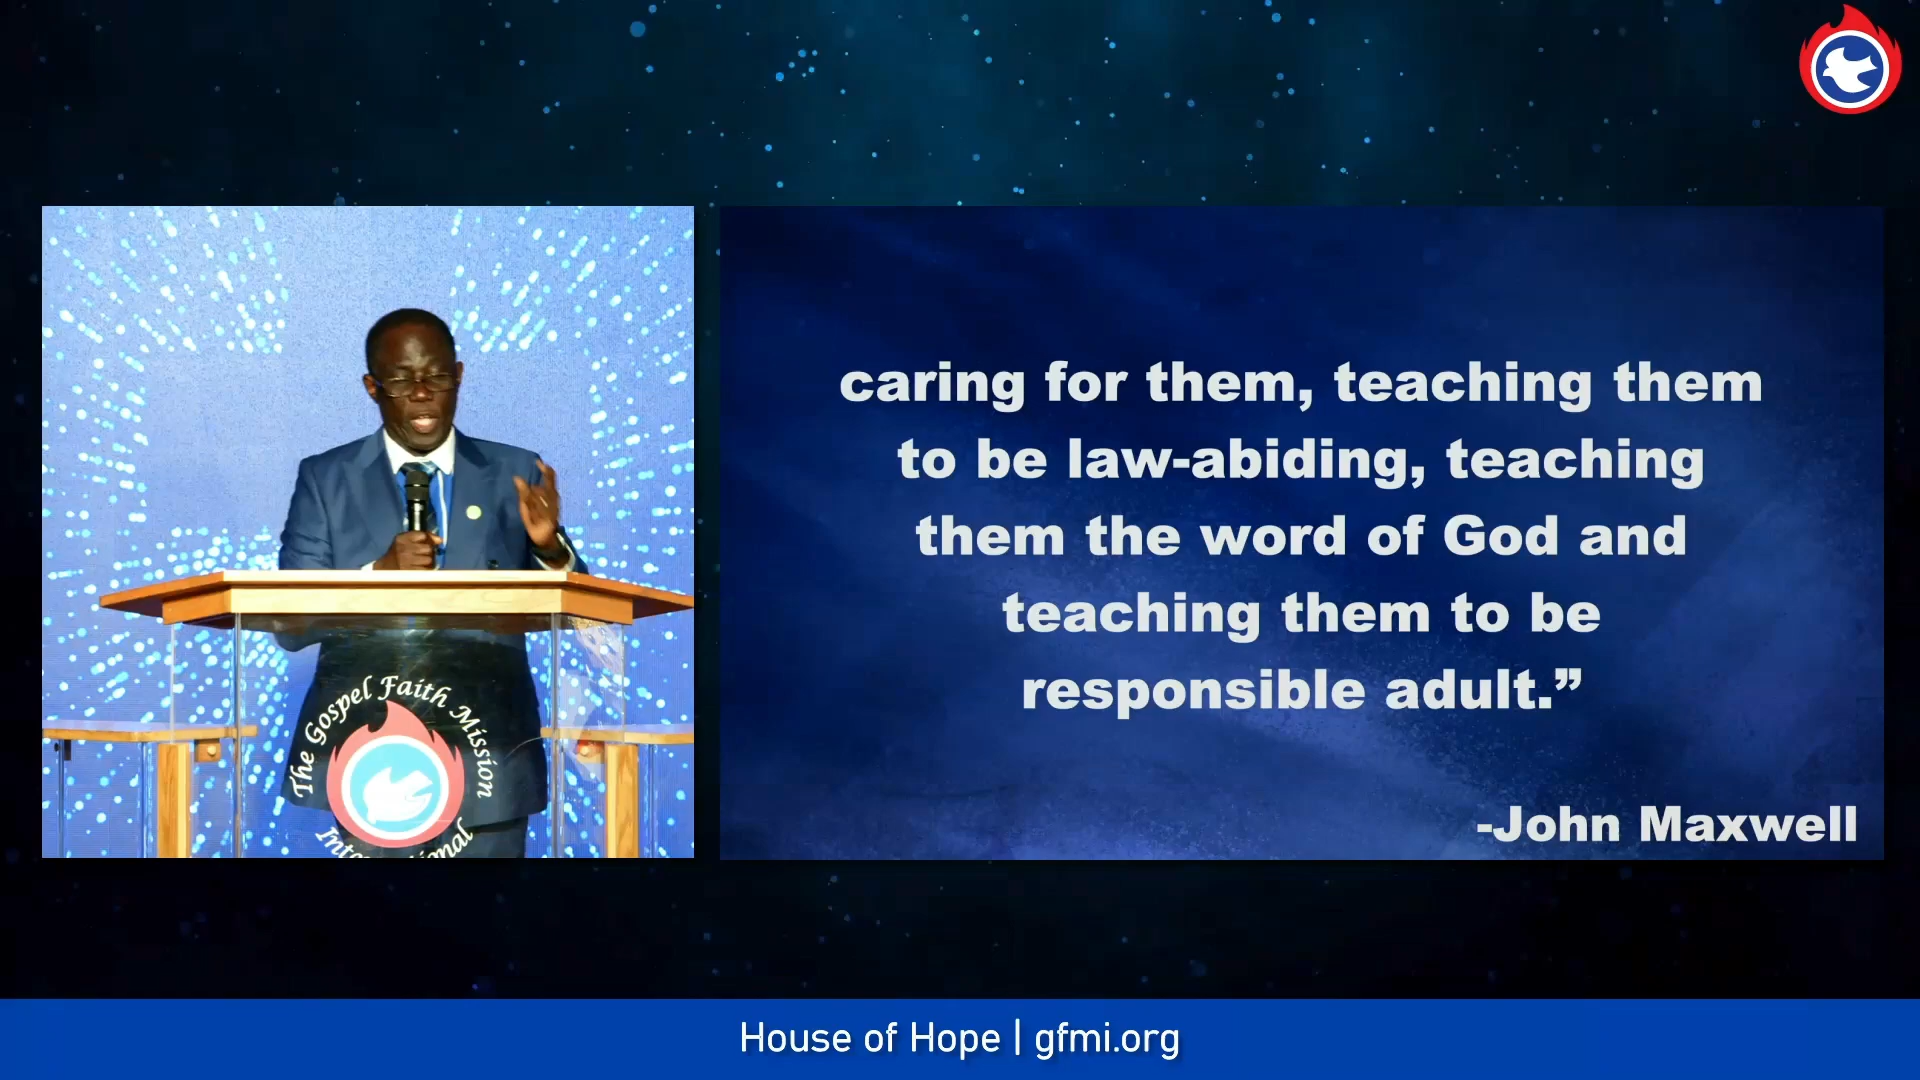 caring for them, teaching them
to be law-abiding, teaching
them the word of God and
teaching them to be
responsible adult.”
-John Maxwell
The Gospel Faith Mission
House of Hope | gfmi.org